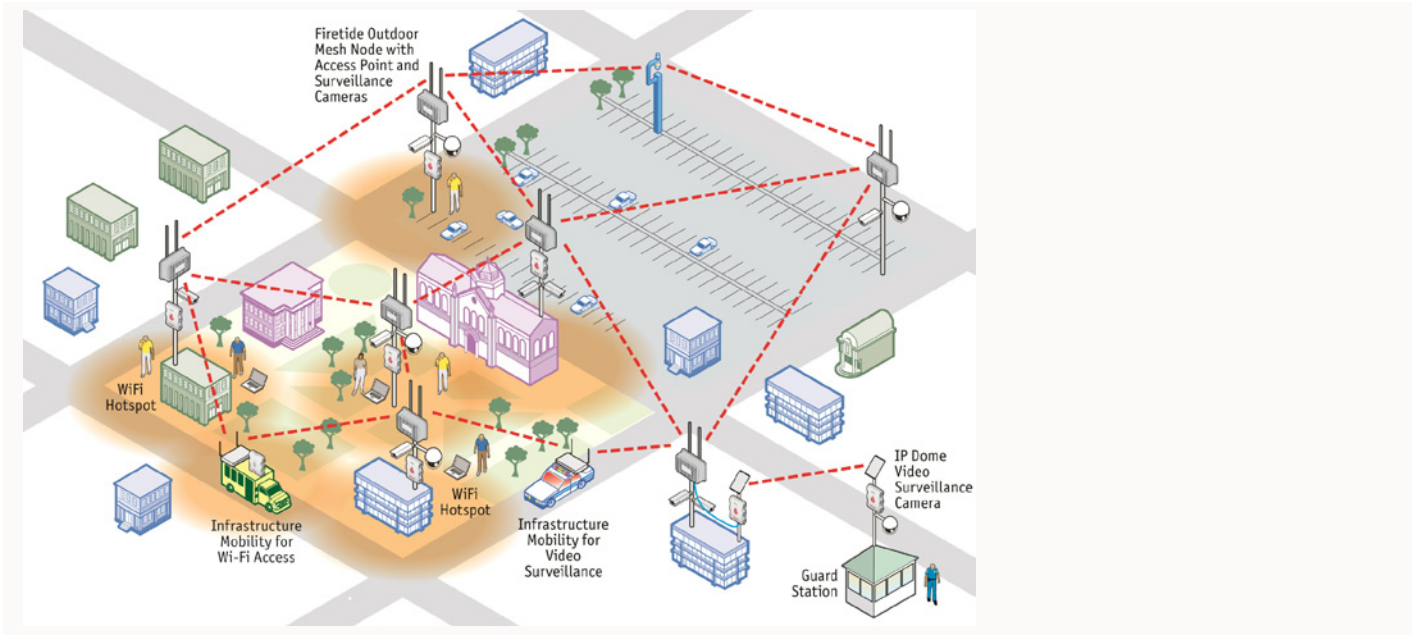 Firetide Outdoor
Mesh Node with
Access Point and
Surveillance
Cameras
WiFi
Hotspot
Infrastructure
Mobility for
Wi-Fi Access
WiFi
Hotspot
Infrastructure
Mobility for
Video
Surveillance
IP Dome
Video
Surveillance
Camera
Guard
Station